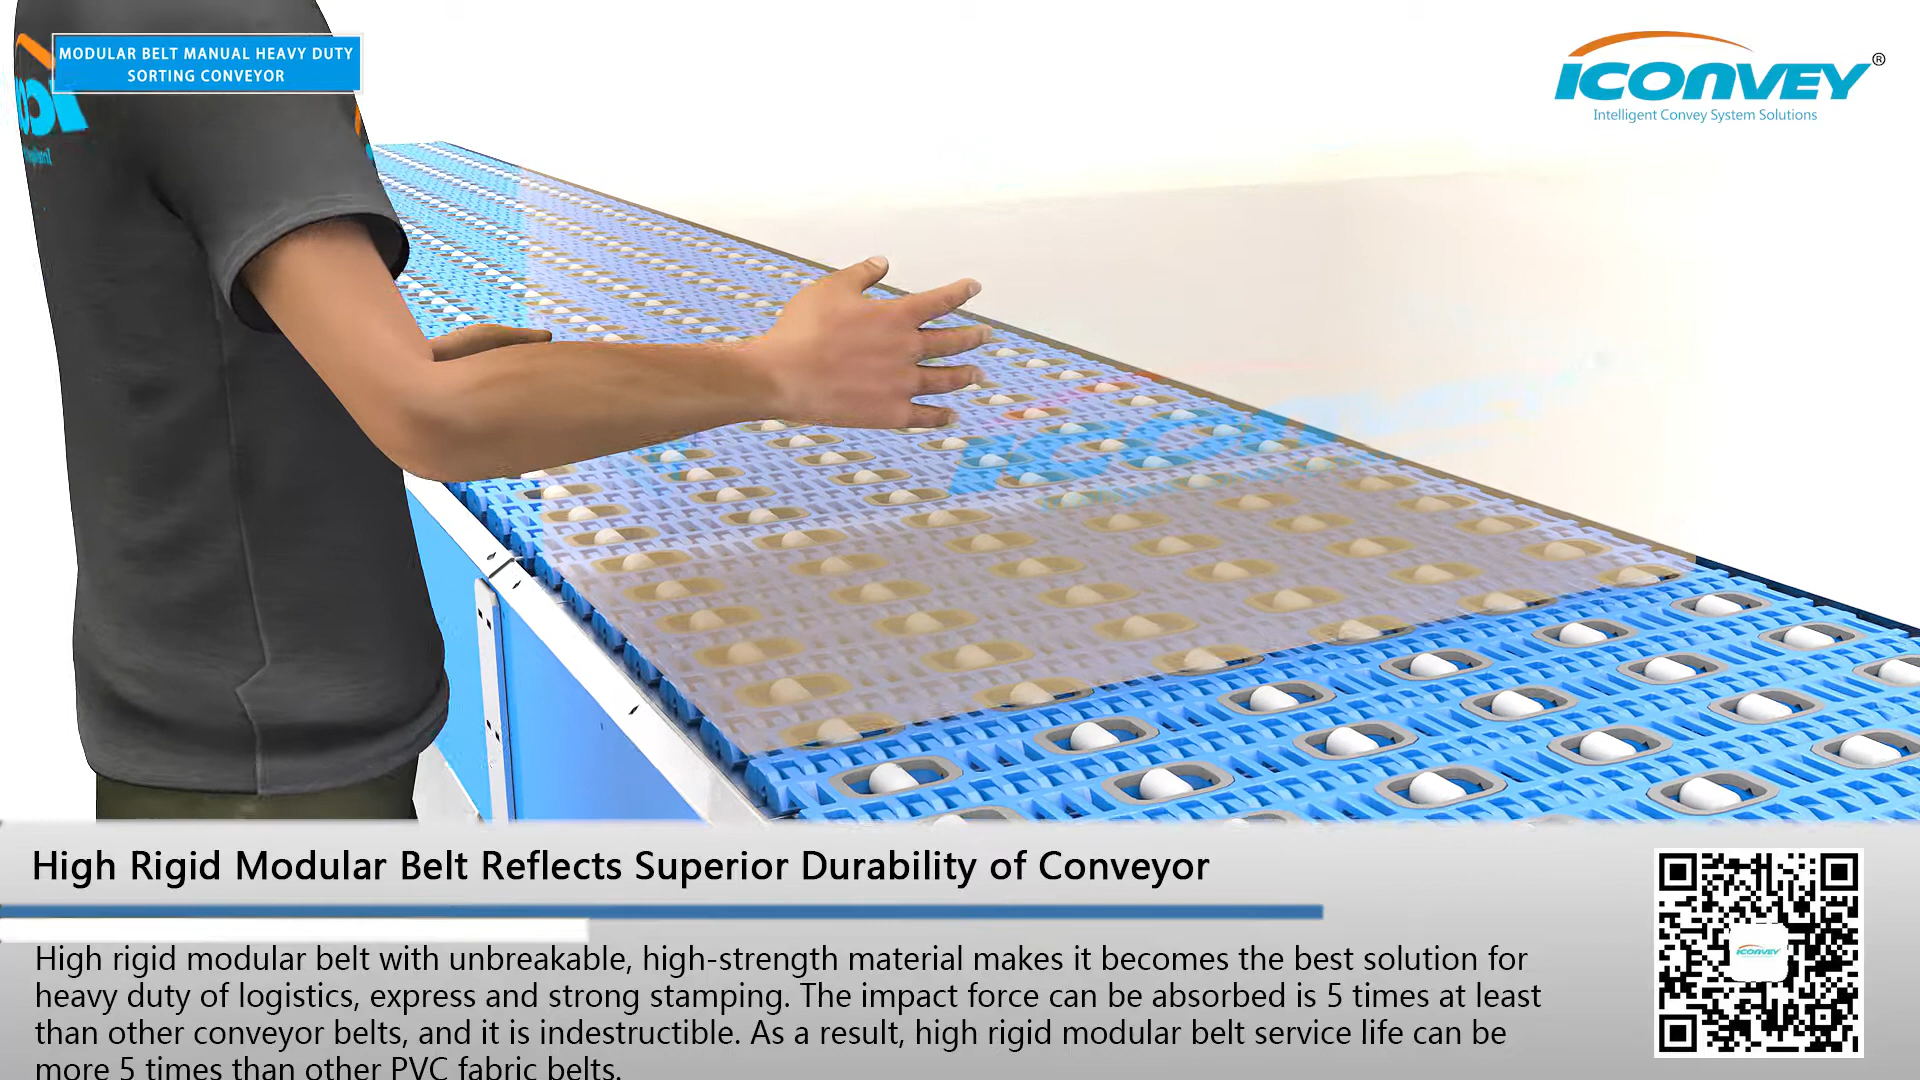 MODULAR BELT MANUAL HEAVY DUTY
SORTING CONVEYOR
ICONVEY®
Intelligent Convey System Solutions
High Rigid Modular Belt Reflects Superior Durability of Conveyor
ICONVEY
High rigid modular belt with unbreakable, high-strength material makes it becomes the best solution for
heavy duty of logistics, express and strong stamping. The impact force can be absorbed is 5 times at least
than other conveyor belts, and it is indestructible. As a result, high rigid modular belt service life can be
more 5 times than other PVC fabric belts.